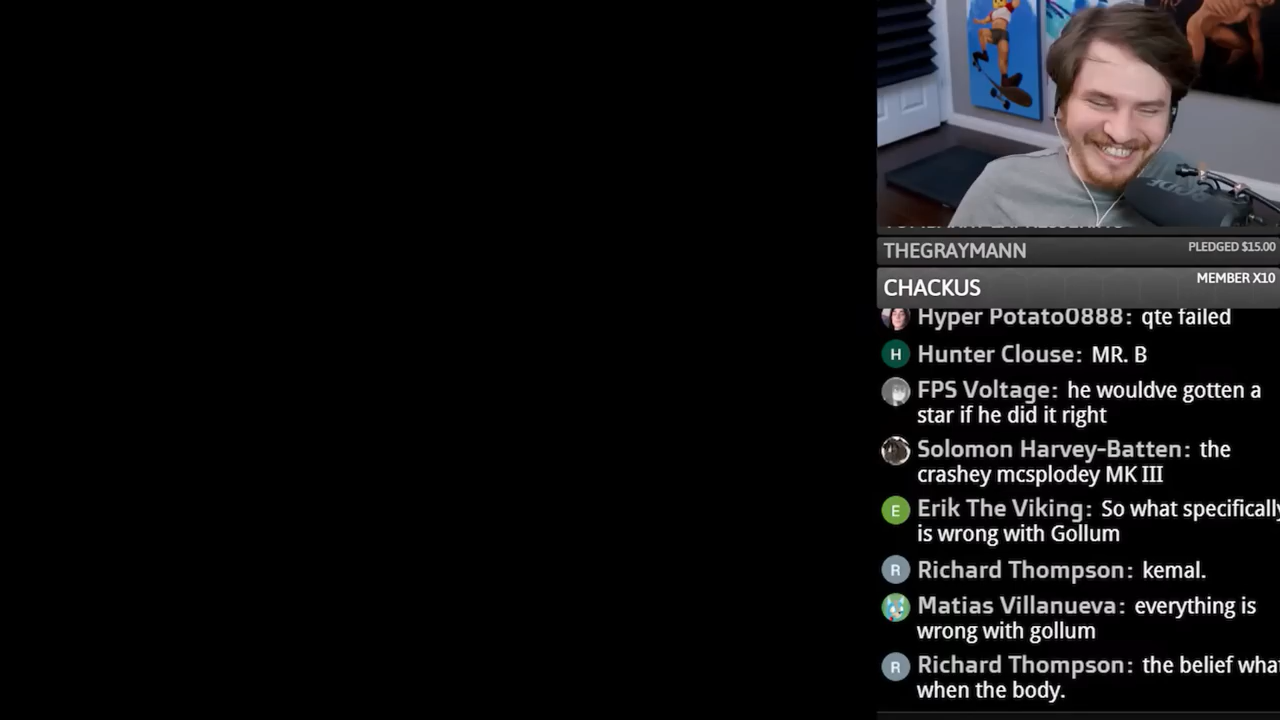 THEGRAYMANN
PLEDGED $15.00
CHACKUS
MEMBER X10
Hyper Potato0888: qte failed
H Hunter Clouse: MR. B
FPS Voltage: he wouldve gotten a
star if he did it right
Solomon Harvey-Batten: the
crashey mcsplodey MK III
E Erik The Viking: So what specifically
is wrong with Gollum
R Richard Thompson: kemal.
Matias Villanueva: everything is
wrong with gollum
R Richard Thompson: the belief what
when the body.